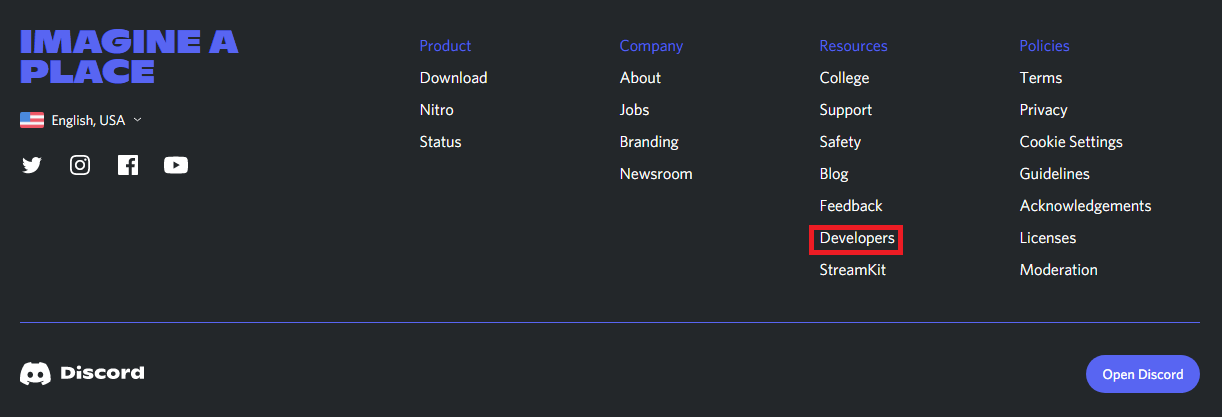 IMAGINE A
PLACE
English, USA
Product
Download
Nitro
Status
Company
About
Jobs
Branding
Newsroom
Resources
College
Support
Safety
Blog
Feedback
Developers
StreamKit
Policies
Terms
Privacy
Cookie Settings
Guidelines
Acknowledgements
Licenses
Moderation
Discord
Open Discord